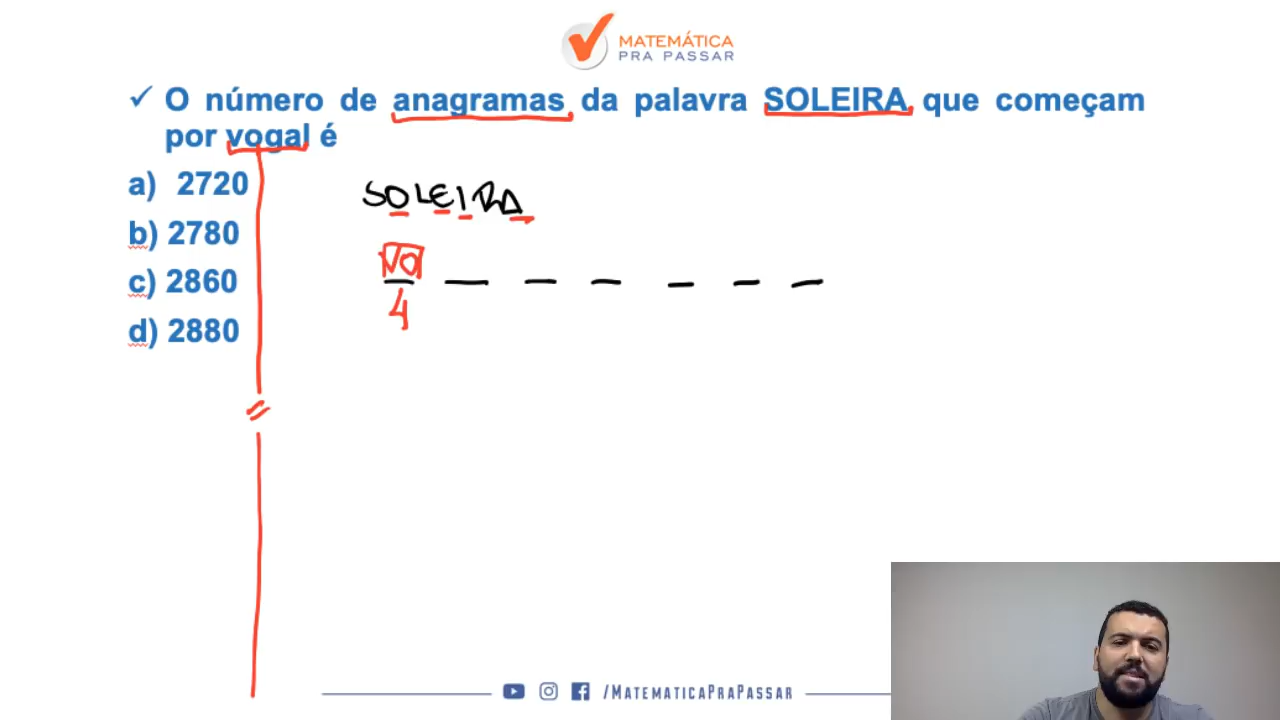 MATEMÁTICA
PRA PASSAR
✓ O número de anagramas da palavra SOLEIRA que começam
por vogal é
a) 2720
b) 2780
c) 2860
d) 2880
SOLEIRA
VO
4
/MATEMATICAPRAPASSAR